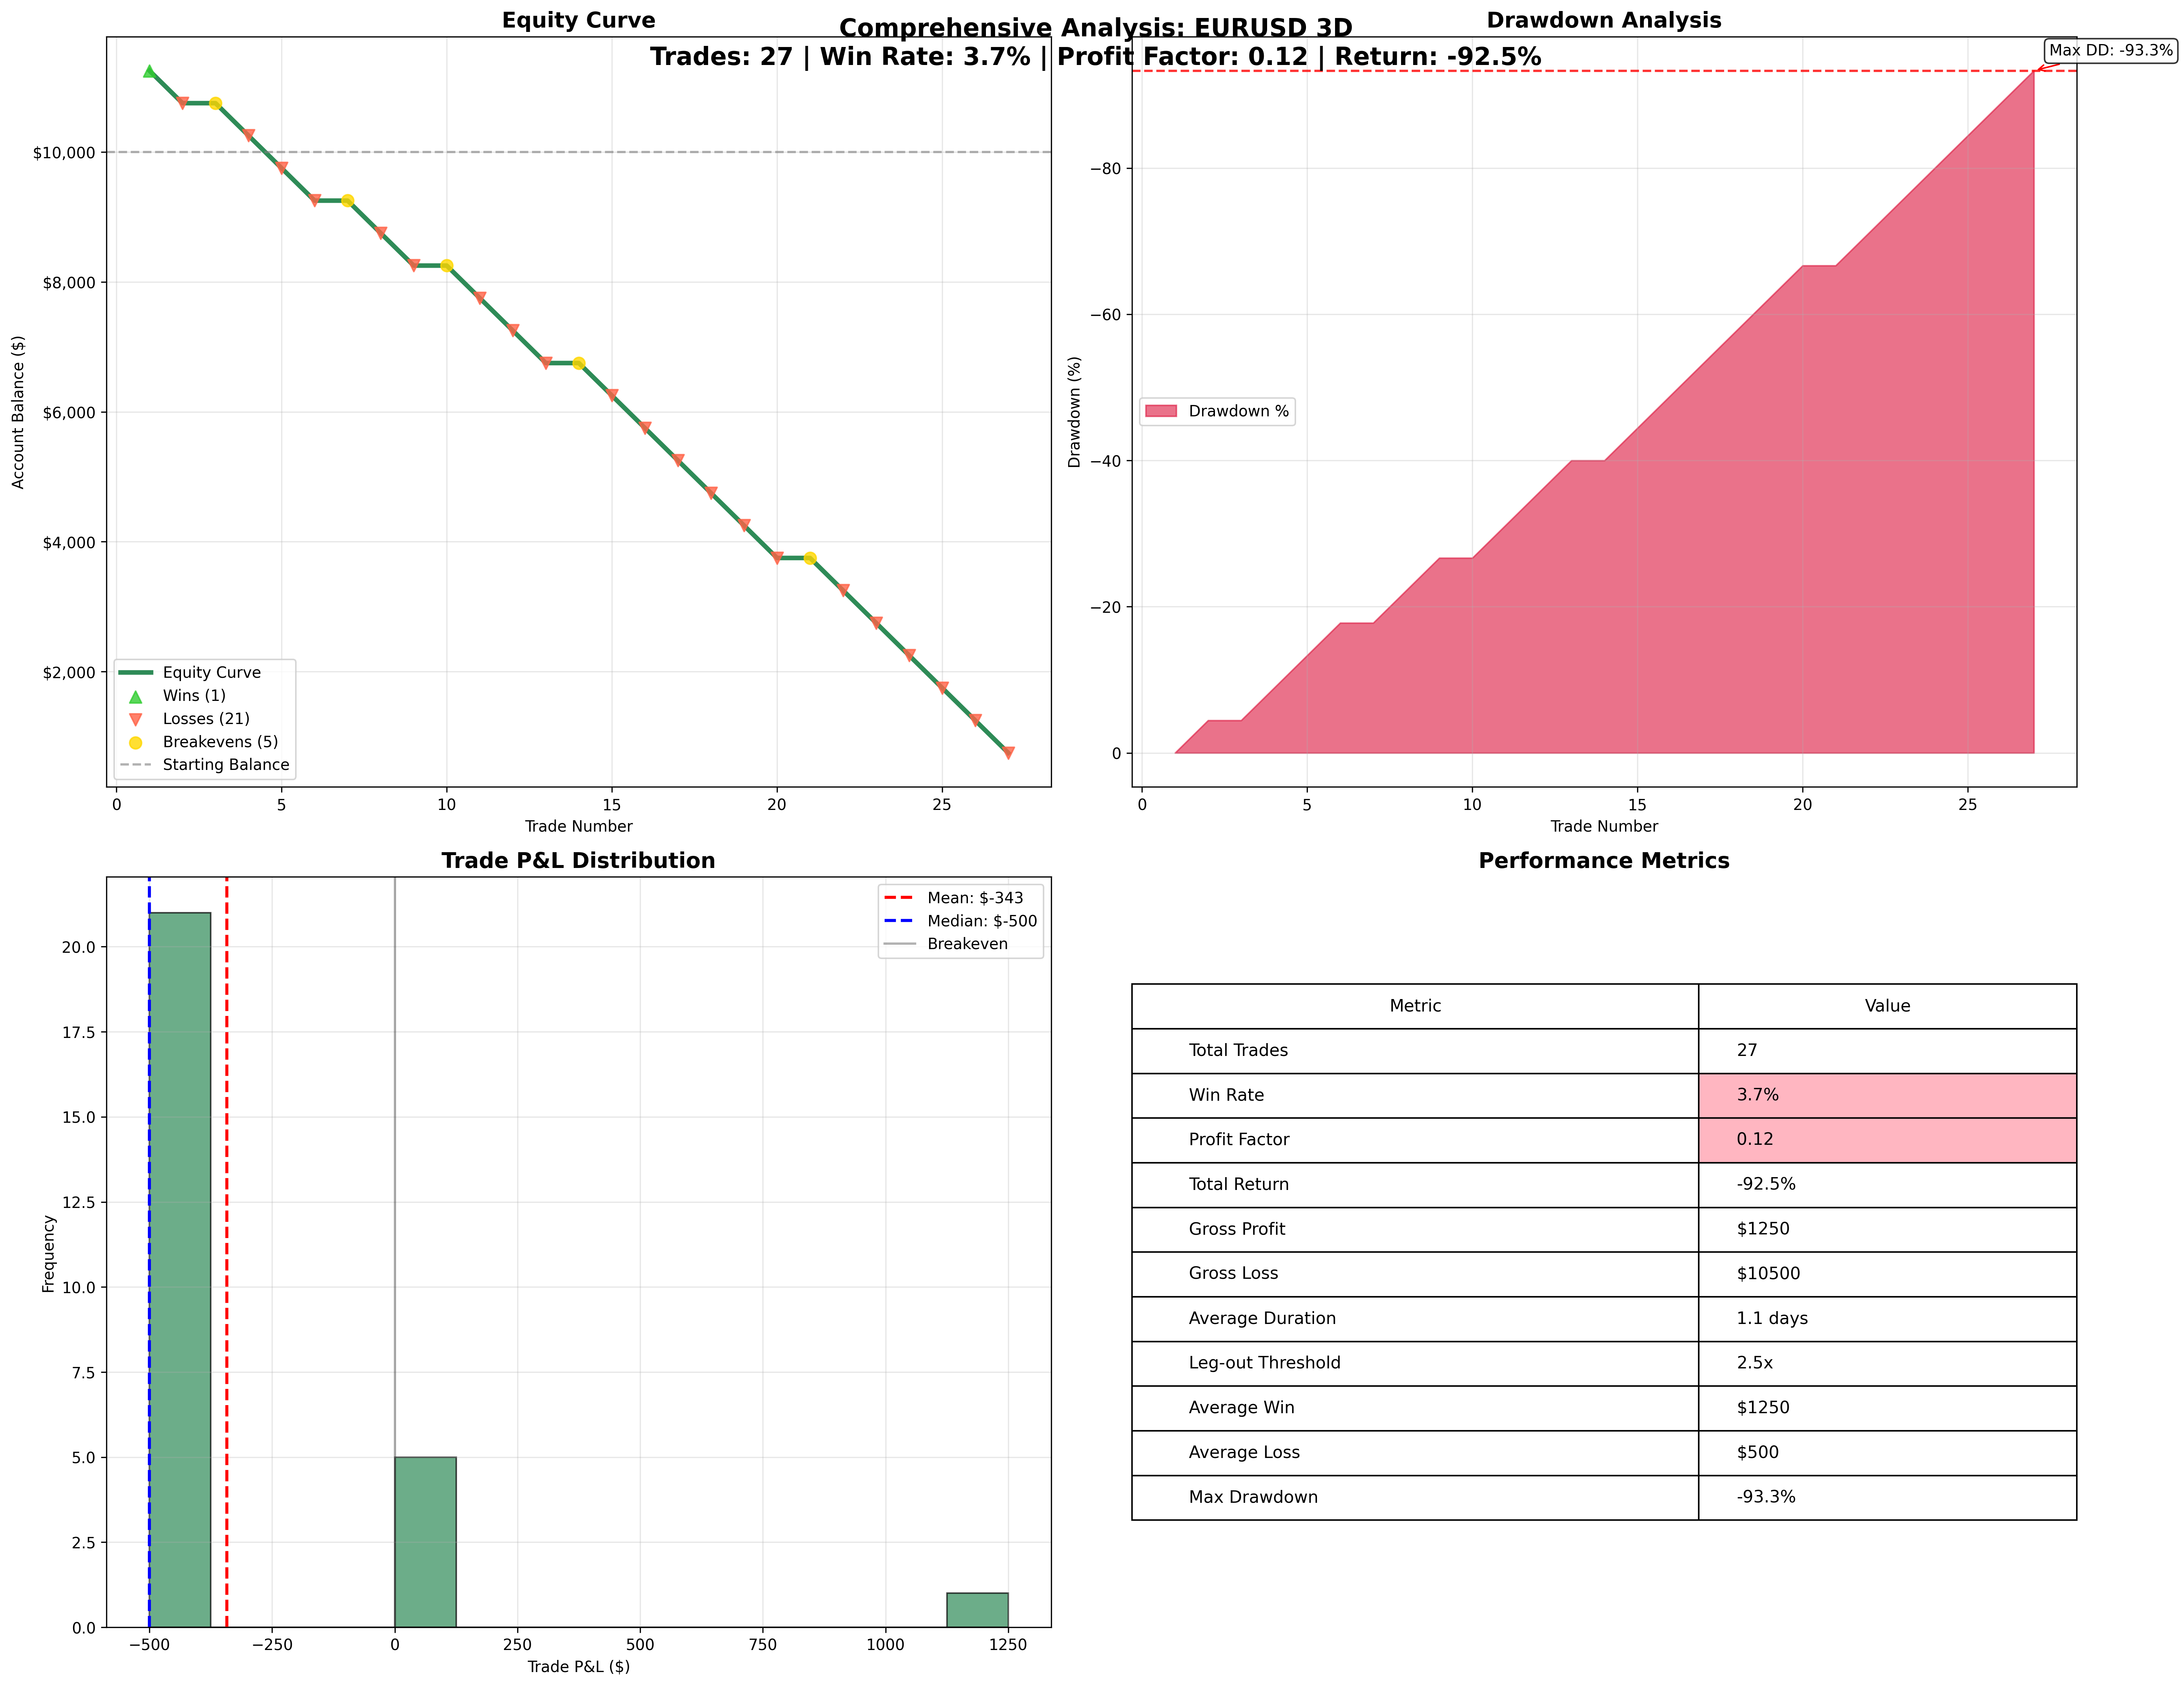 Comprehensive Analysis: EURUSD 3D
Trades: 27 | Win Rate: 3.7% | Profit Factor: 0.12 | Return: -92.5%
Equity Curve
Account Balance ($)
$10,000
$8,000
$6,000
$4,000
$2,000
Equity Curve
Wins (1)
Losses (21)
Breakevens (5)
Starting Balance
0 5 10 15 20 25
Trade Number
Drawdown Analysis
Max DD: -93.3%
Drawdown (%)
−80
−60
−40
−20
0
Drawdown %
0 5 10 15 20 25
Trade Number
Trade P&L Distribution
Frequency
20.0
17.5
15.0
12.5
10.0
7.5
5.0
2.5
0.0
Mean: $-343
Median: $-500
Breakeven
−500 −250 0 250 500 750 1000 1250
Trade P&L ($)
Performance Metrics
Metric Value
Total Trades 27
Win Rate 3.7%
Profit Factor 0.12
Total Return -92.5%
Gross Profit $1250
Gross Loss $10500
Average Duration 1.1 days
Leg-out Threshold 2.5x
Average Win $1250
Average Loss $500
Max Drawdown -93.3%